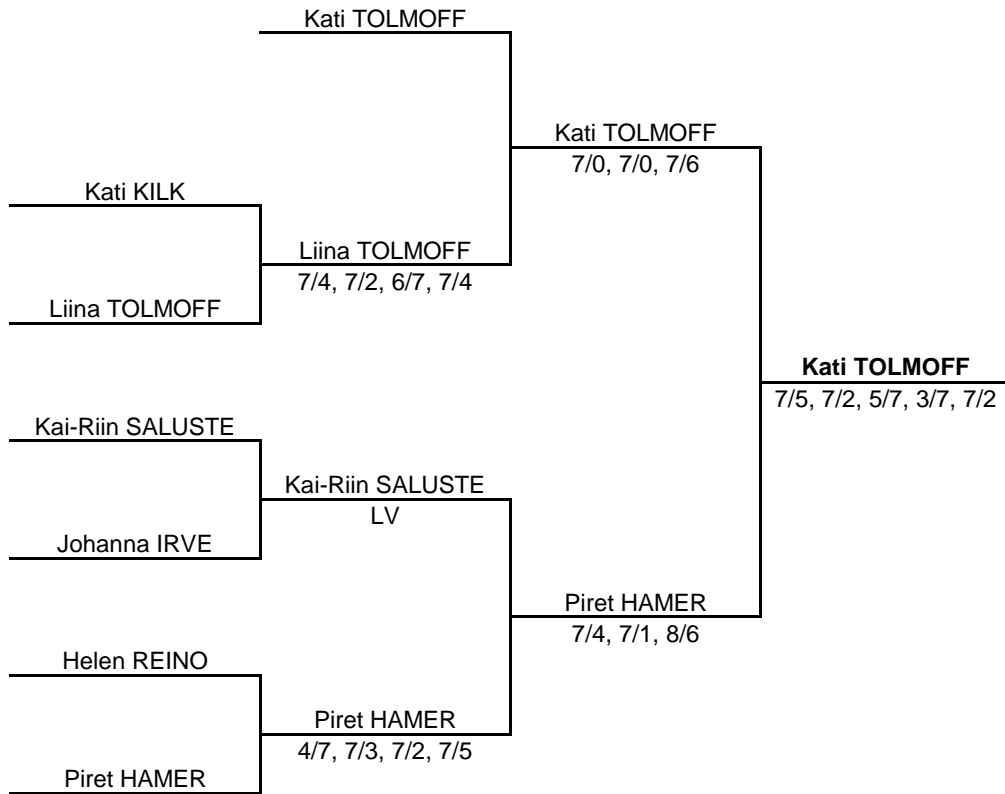 Kati TOLMOFF
Kati TOLMOFF
7/0, 7/0, 7/6
Kati KILK
Liina TOLMOFF
7/4, 7/2, 6/7, 7/4
Liina TOLMOFF
Kati TOLMOFF
7/5, 7/2, 5/7, 3/7, 7/2
Kai-Riin SALUSTE
Kai-Riin SALUSTE
LV
Johanna IRVE
Piret HAMER
7/4, 7/1, 8/6
Helen REINO
Piret HAMER
4/7, 7/3, 7/2, 7/5
Piret HAMER